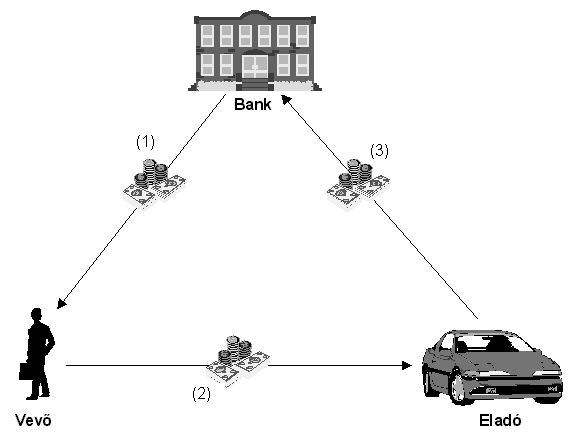 Bank
(1)
(3)
(2)
Vevő
Eladó